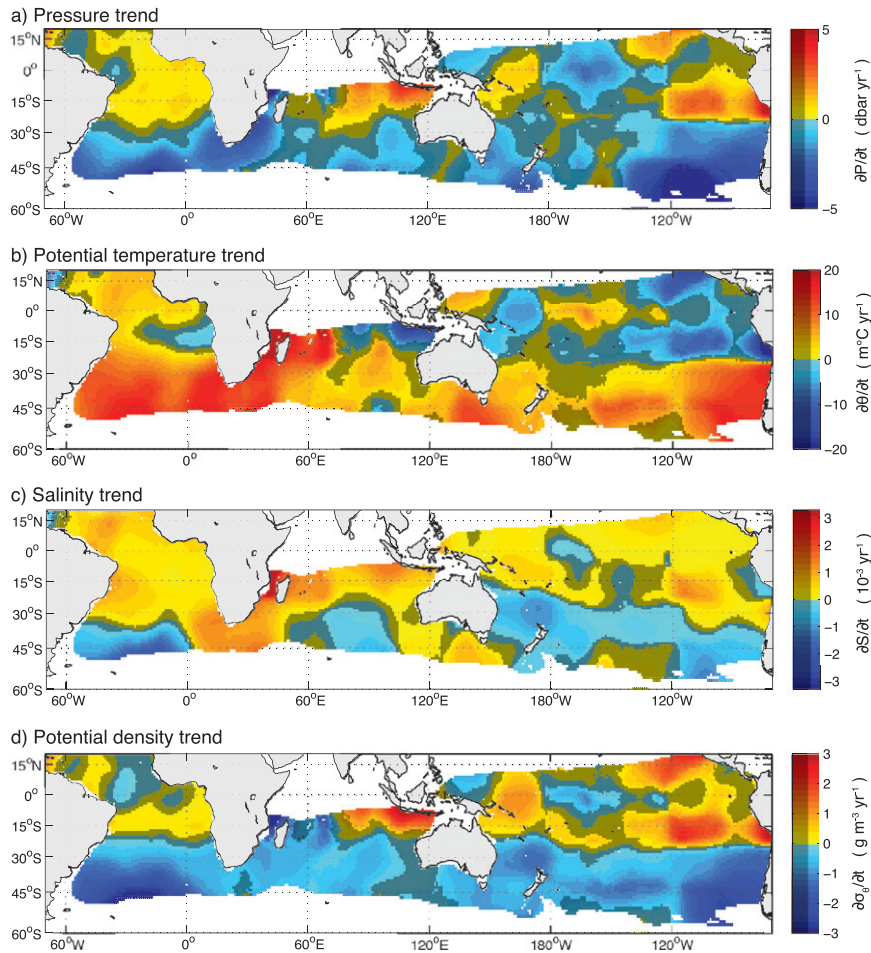 a) Pressure trend
15°N
0°
15°S
30°S
45°S
60°S
60°W 0° 60°E 120°E 180°W 120°W
5
0
−5
∂P/∂t ( dbar yr⁻¹ )
b) Potential temperature trend
15°N
0°
15°S
30°S
45°S
60°S
60°W 0° 60°E 120°E 180°W 120°W
20
10
0
−10
−20
∂θ/∂t ( m°C yr⁻¹ )
c) Salinity trend
15°N
0°
15°S
30°S
45°S
60°S
60°W 0° 60°E 120°E 180°W 120°W
3
2
1
0
−1
−2
−3
∂S/∂t ( 10⁻³ yr⁻¹ )
d) Potential density trend
15°N
0°
15°S
30°S
45°S
60°S
60°W 0° 60°E 120°E 180°W 120°W
3
2
1
0
−1
−2
−3
∂σ_θ/∂t ( g m⁻³ yr⁻¹ )